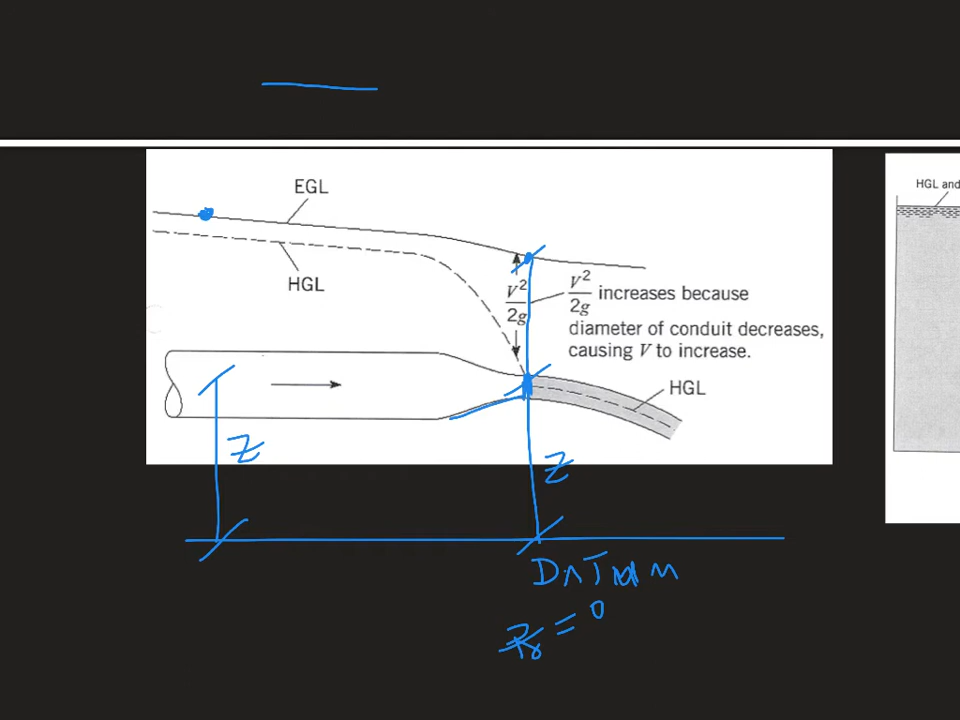 HGL and
EGL
HGL
V²
2g
V²
2g increases because
diameter of conduit decreases,
causing V to increase.
HGL
Z
Z
DATUM
= 0